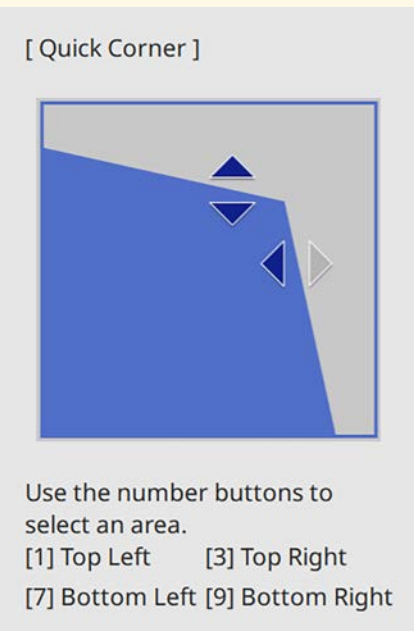 [ Quick Corner ]
Use the number buttons to
select an area.
[1] Top Left [3] Top Right
[7] Bottom Left [9] Bottom Right